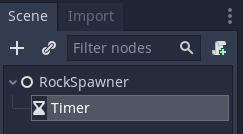 Scene Import
Filter nodes
RockSpawner
Timer